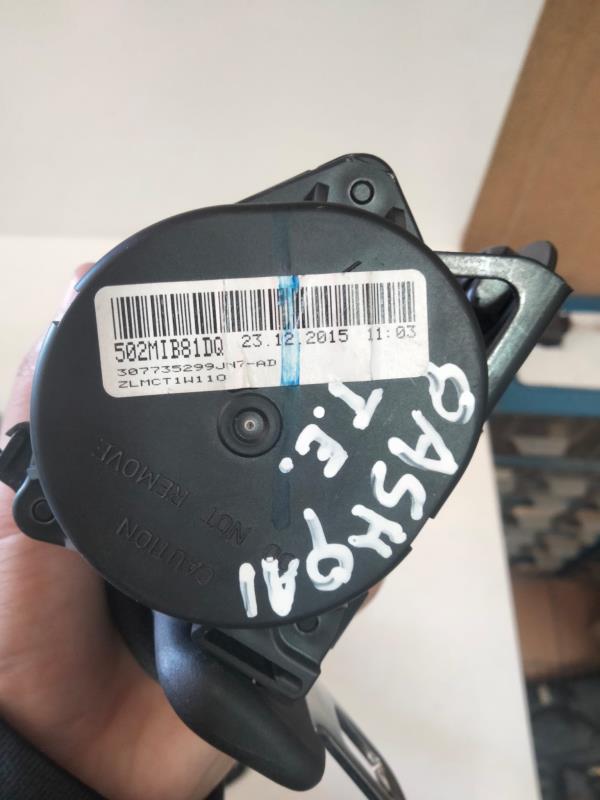 502MIB81DQ 23.12.2015 11:03
307735299JN7-AD
ZLMCT1W110
QASHQAI
T.E.
CAUTION
DO NOT REMOVE